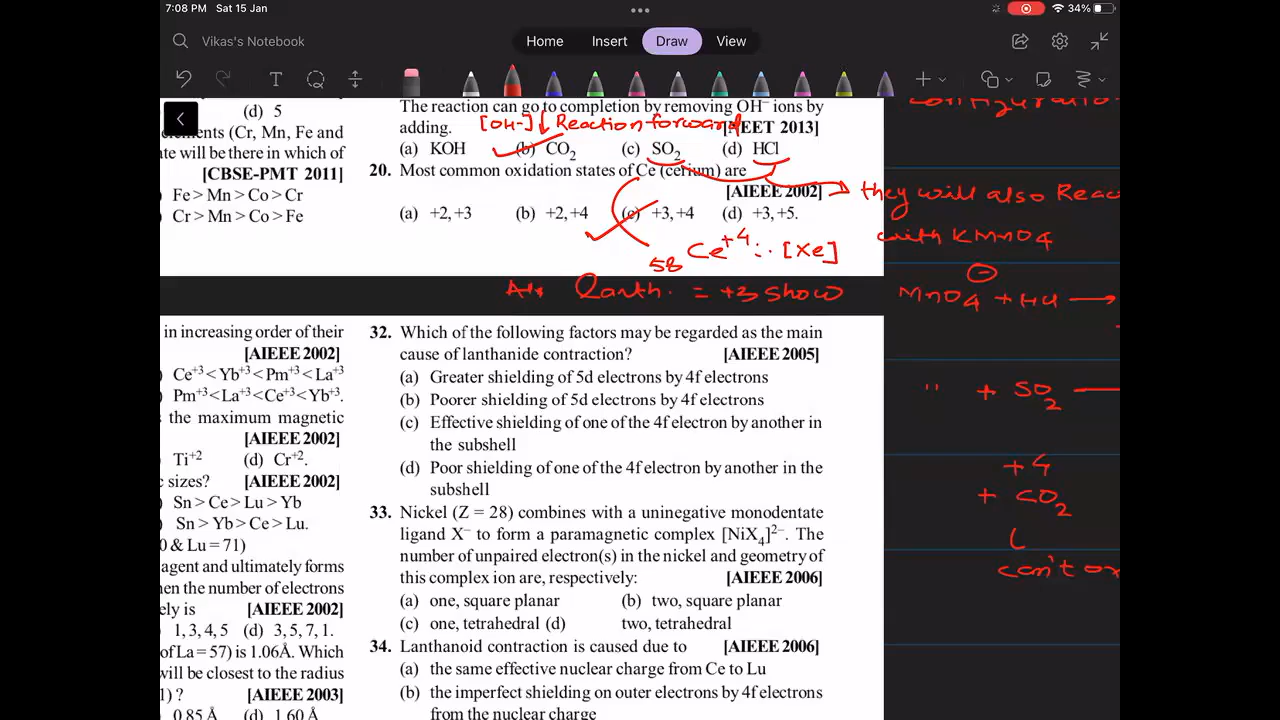 7:08 PM Sat 15 Jan
34%
Vikas's Notebook
Home Insert Draw View
(d) 5
(Cr, Mn, Fe and
will be there in which of
[CBSE-PMT 2011]
Fe > Mn > Co > Cr
Cr > Mn > Co > Fe
The reaction can go to completion by removing OH⁻ ions by
adding. [NEET 2013]
[OH-]↓ Reaction forward
(a) KOH (b) CO₂ (c) SO₂ (d) HCl
20. Most common oxidation states of Ce (cerium) are
[AIEEE 2002]
(a) +2, +3 (b) +2, +4 (c) +3, +4 (d) +3, +5.
₅₈Ce⁺⁴ : [Xe]
Lanth. = +3 show
they will also
with KMnO₄
MnO₄⊖ + HCl →
" + SO₂
+4
+ CO₂
can't
in increasing order of their
[AIEEE 2002]
Ce⁺³ < Yb⁺³ < Pm⁺³ < La⁺³
Pm⁺³ < La⁺³ < Ce⁺³ < Yb⁺³.
the maximum magnetic
[AIEEE 2002]
Ti⁺² (d) Cr⁺².
sizes? [AIEEE 2002]
Sn > Ce > Lu > Yb
Sn > Yb > Ce > Lu.
& Lu = 71)
agent and ultimately forms
the number of electrons
is [AIEEE 2002]
1, 3, 4, 5 (d) 3, 5, 7, 1.
of La = 57) is 1.06Å. Which
will be closest to the radius
? [AIEEE 2003]
0.85 Å (d) 1.60 Å
32. Which of the following factors may be regarded as the main
cause of lanthanide contraction? [AIEEE 2005]
(a) Greater shielding of 5d electrons by 4f electrons
(b) Poorer shielding of 5d electrons by 4f electrons
(c) Effective shielding of one of the 4f electron by another in
the subshell
(d) Poor shielding of one of the 4f electron by another in the
subshell
33. Nickel (Z = 28) combines with a uninegative monodentate
ligand X⁻ to form a paramagnetic complex [NiX₄]²⁻. The
number of unpaired electron(s) in the nickel and geometry of
this complex ion are, respectively: [AIEEE 2006]
(a) one, square planar (b) two, square planar
(c) one, tetrahedral (d) two, tetrahedral
34. Lanthanoid contraction is caused due to [AIEEE 2006]
(a) the same effective nuclear charge from Ce to Lu
(b) the imperfect shielding on outer electrons by 4f electrons
from the nuclear charge